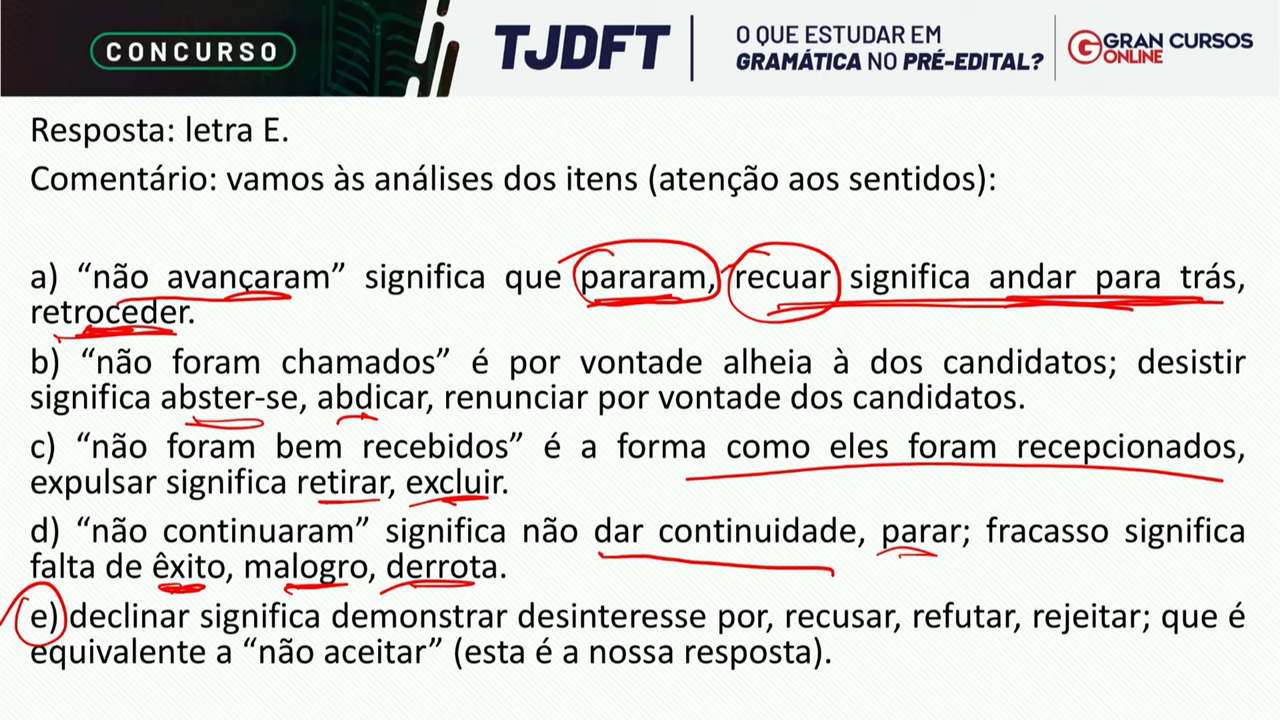 CONCURSO
TJDFT
O QUE ESTUDAR EM
GRAMÁTICA NO PRÉ-EDITAL?
G GRAN CURSOS
ONLINE
Resposta: letra E.
Comentário: vamos às análises dos itens (atenção aos sentidos):
a) “não avançaram” significa que pararam, recuar significa andar para trás,
retroceder.
b) “não foram chamados” é por vontade alheia à dos candidatos; desistir
significa abster-se, abdicar, renunciar por vontade dos candidatos.
c) “não foram bem recebidos” é a forma como eles foram recepcionados,
expulsar significa retirar, excluir.
d) “não continuaram” significa não dar continuidade, parar; fracasso significa
falta de êxito, malogro, derrota.
e) declinar significa demonstrar desinteresse por, recusar, refutar, rejeitar; que é
equivalente a “não aceitar” (esta é a nossa resposta).